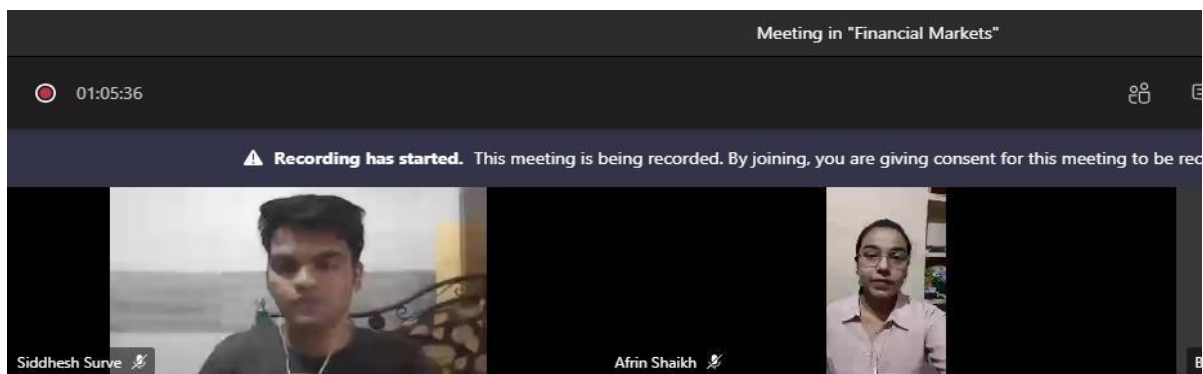 Meeting in "Financial Markets"
01:05:36
Recording has started. This meeting is being recorded. By joining, you are giving consent for this meeting to be rec
Siddhesh Surve
Afrin Shaikh
B